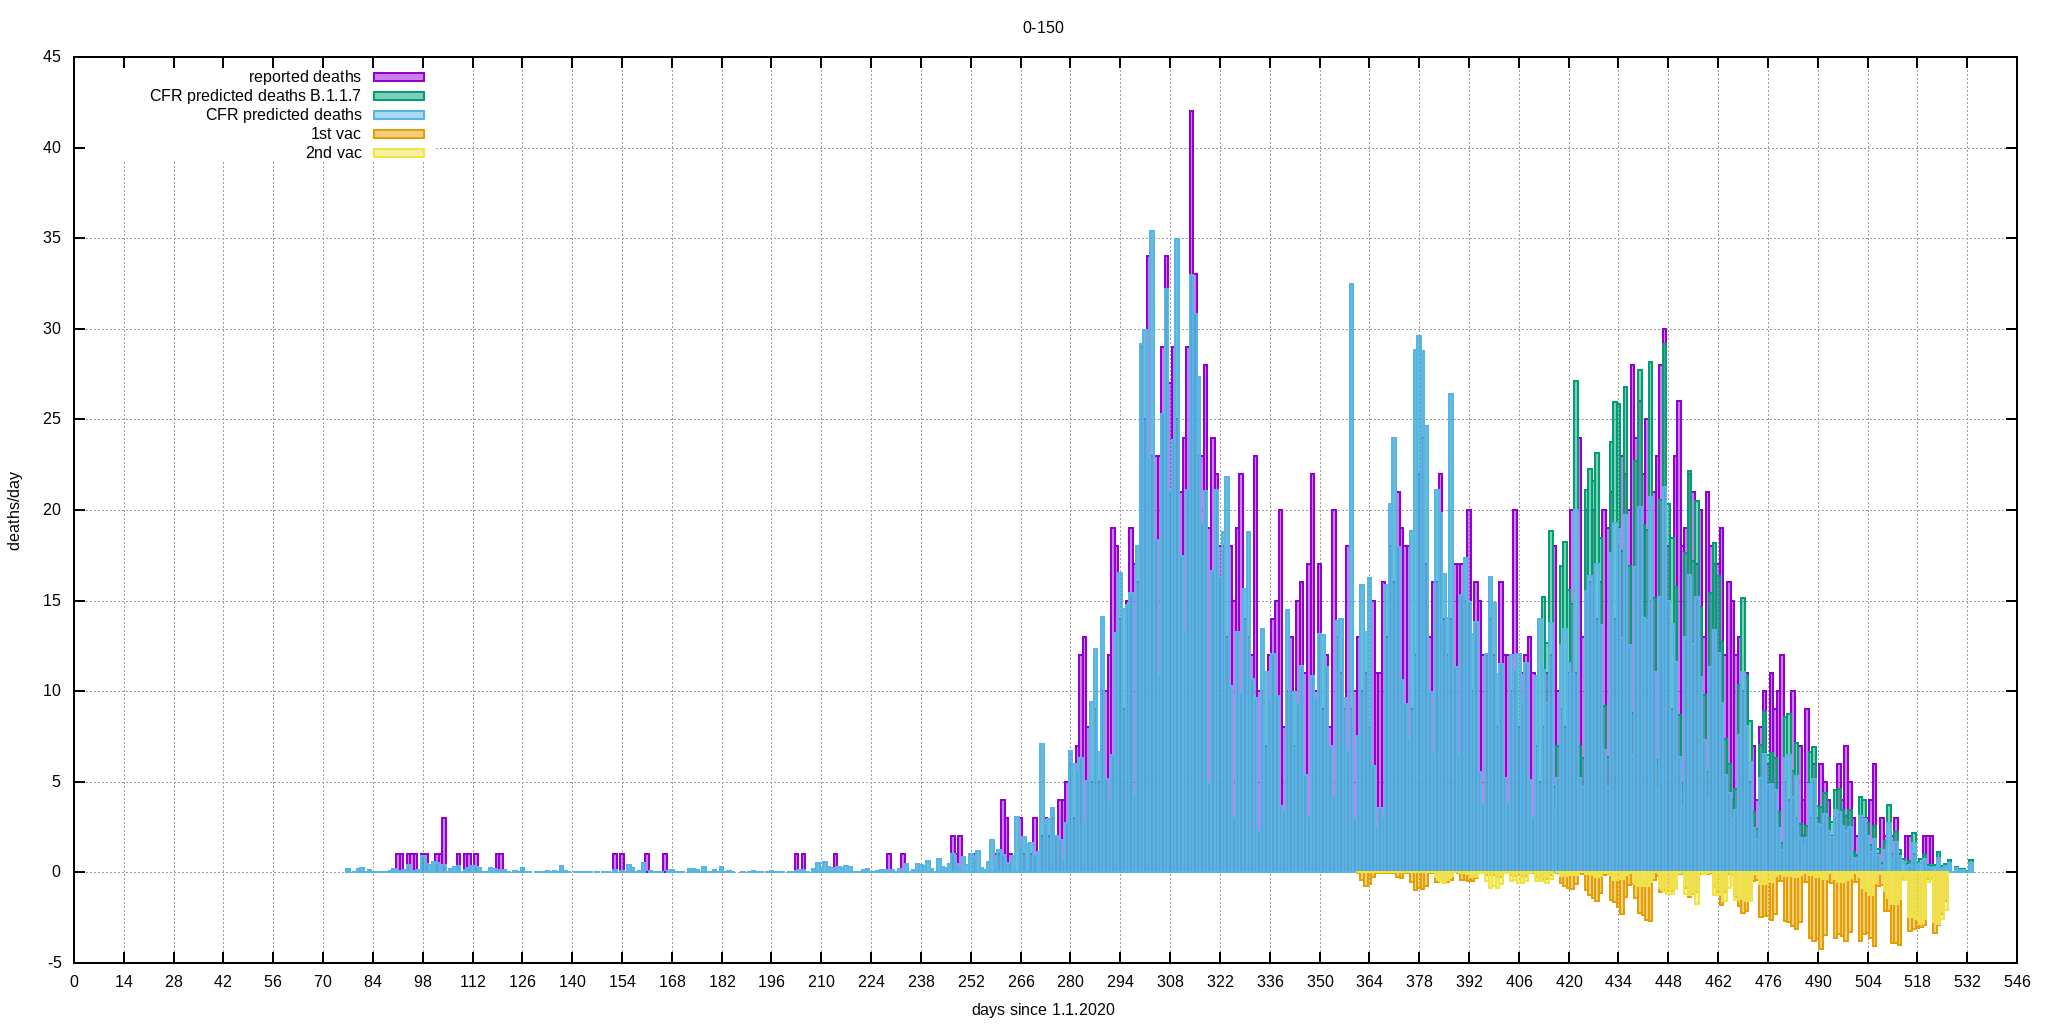 0-150
45
40
35
30
25
20
15
10
5
0
-5
deaths/day
reported deaths
CFR predicted deaths B.1.1.7
CFR predicted deaths
1st vac
2nd vac
0 14 28 42 56 70 84 98 112 126 140 154 168 182 196 210 224 238 252 266 280 294 308 322 336 350 364 378 392 406 420 434 448 462 476 490 504 518 532 546
days since 1.1.2020